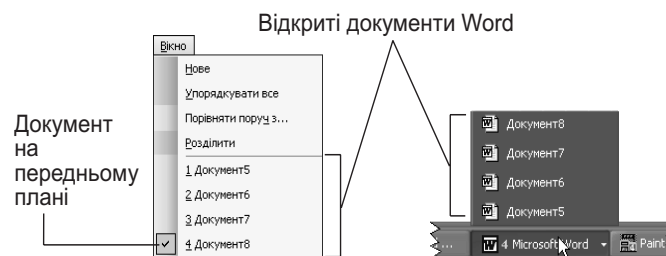 Відкриті документи Word
Вікно
Нове
Упорядкувати все
Порівняти поруч з...
Розділити
1 Документ5
2 Документ6
3 Документ7
4 Документ8
Документ
на
передньому
плані
Документ8
Документ7
Документ6
Документ5
... 4 Microsoft Word Paint